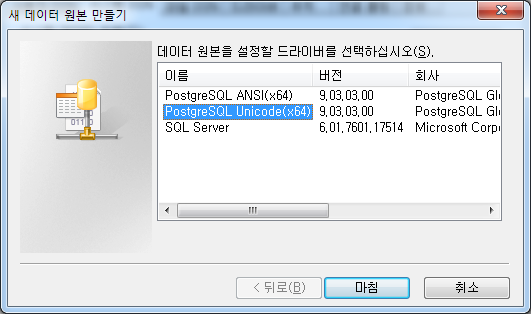 새 데이터 원본 만들기
데이터 원본을 설정할 드라이버를 선택하십시오(S).
이름 버전 회사
PostgreSQL ANSI(x64) 9,03,03,00 PostgreSQL Glo
PostgreSQL Unicode(x64) 9,03,03,00 PostgreSQL Glo
SQL Server 6,01,7601,17514 Microsoft Corpo
< 뒤로(B) 마침 취소